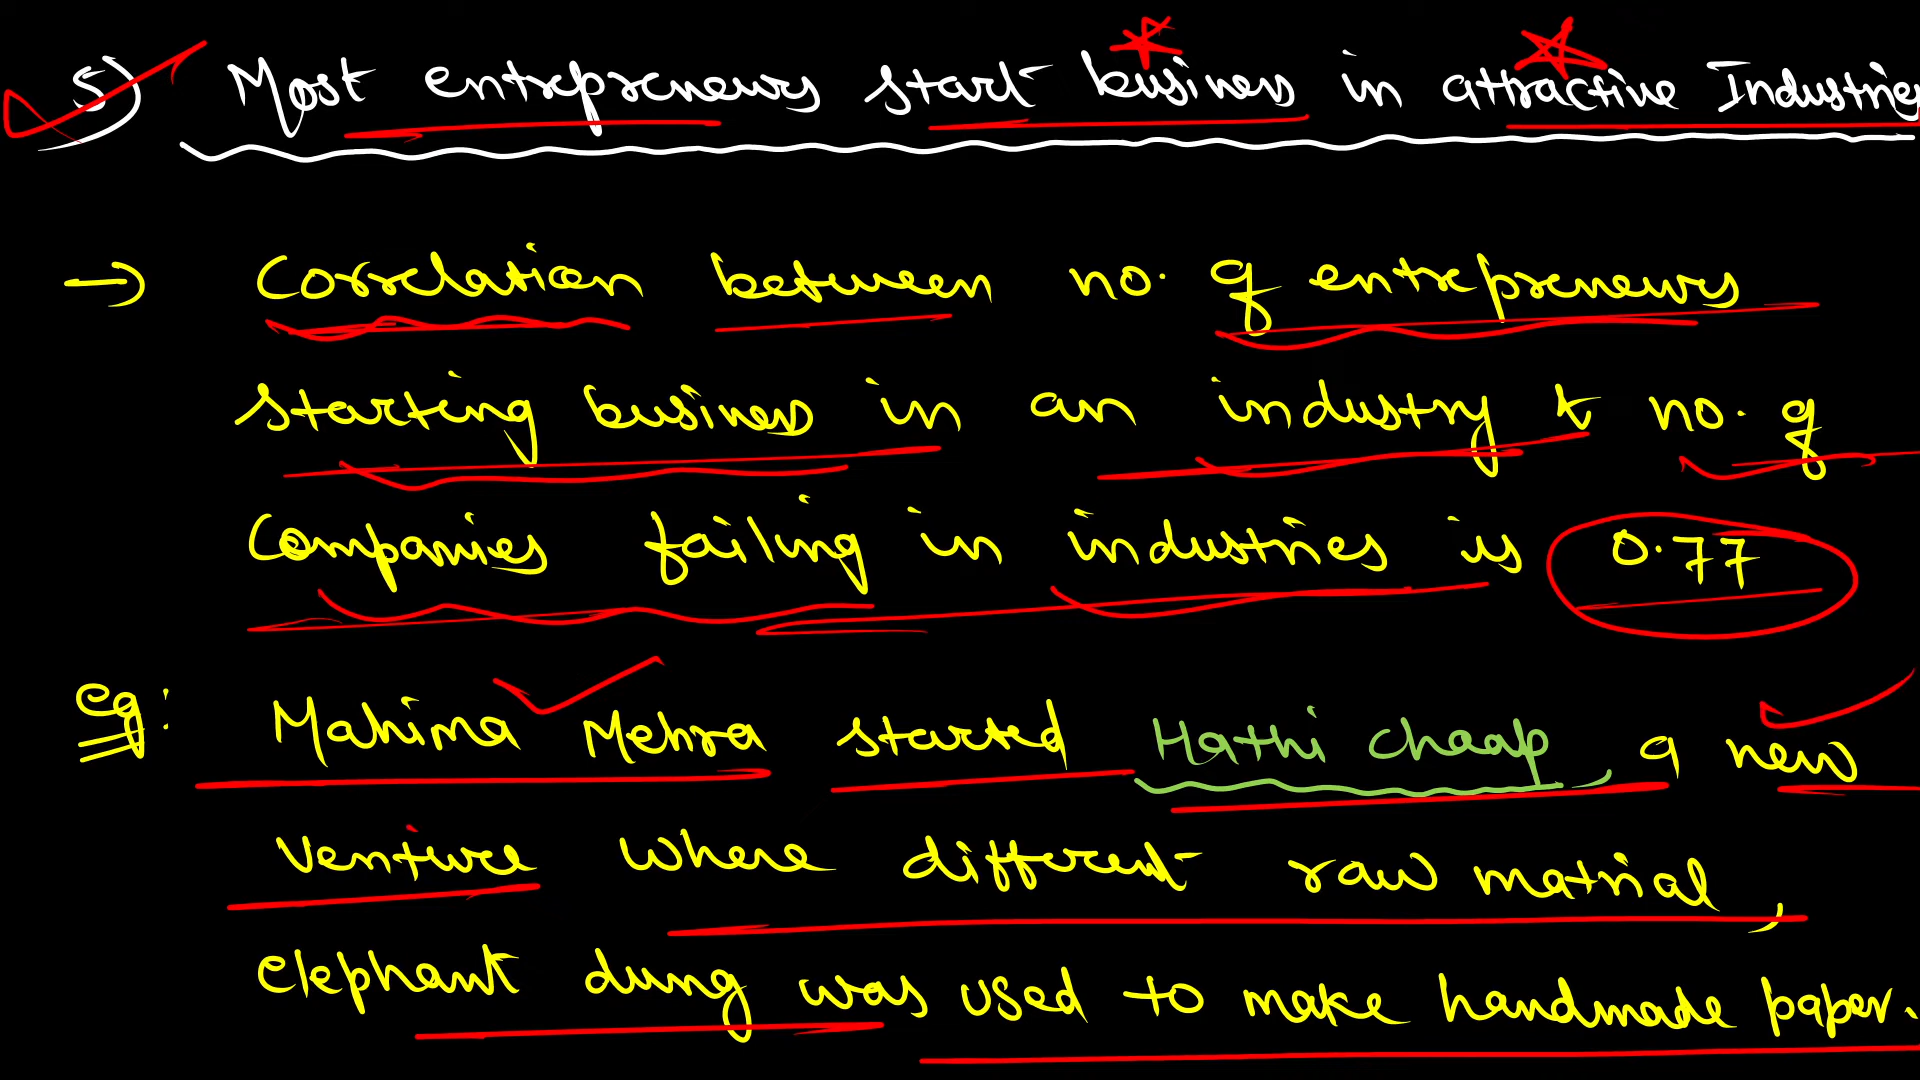 5) Most entrepreneurs start business in attractive Industries
→ Correlation between no. of entrepreneurs
starting business in an industry & no. of
Companies failing in industries is 0.77
eg: Mahima Mehra started Hathi chaap a new
venture where different raw matrial,
elephant dung was used to make handmade paper.